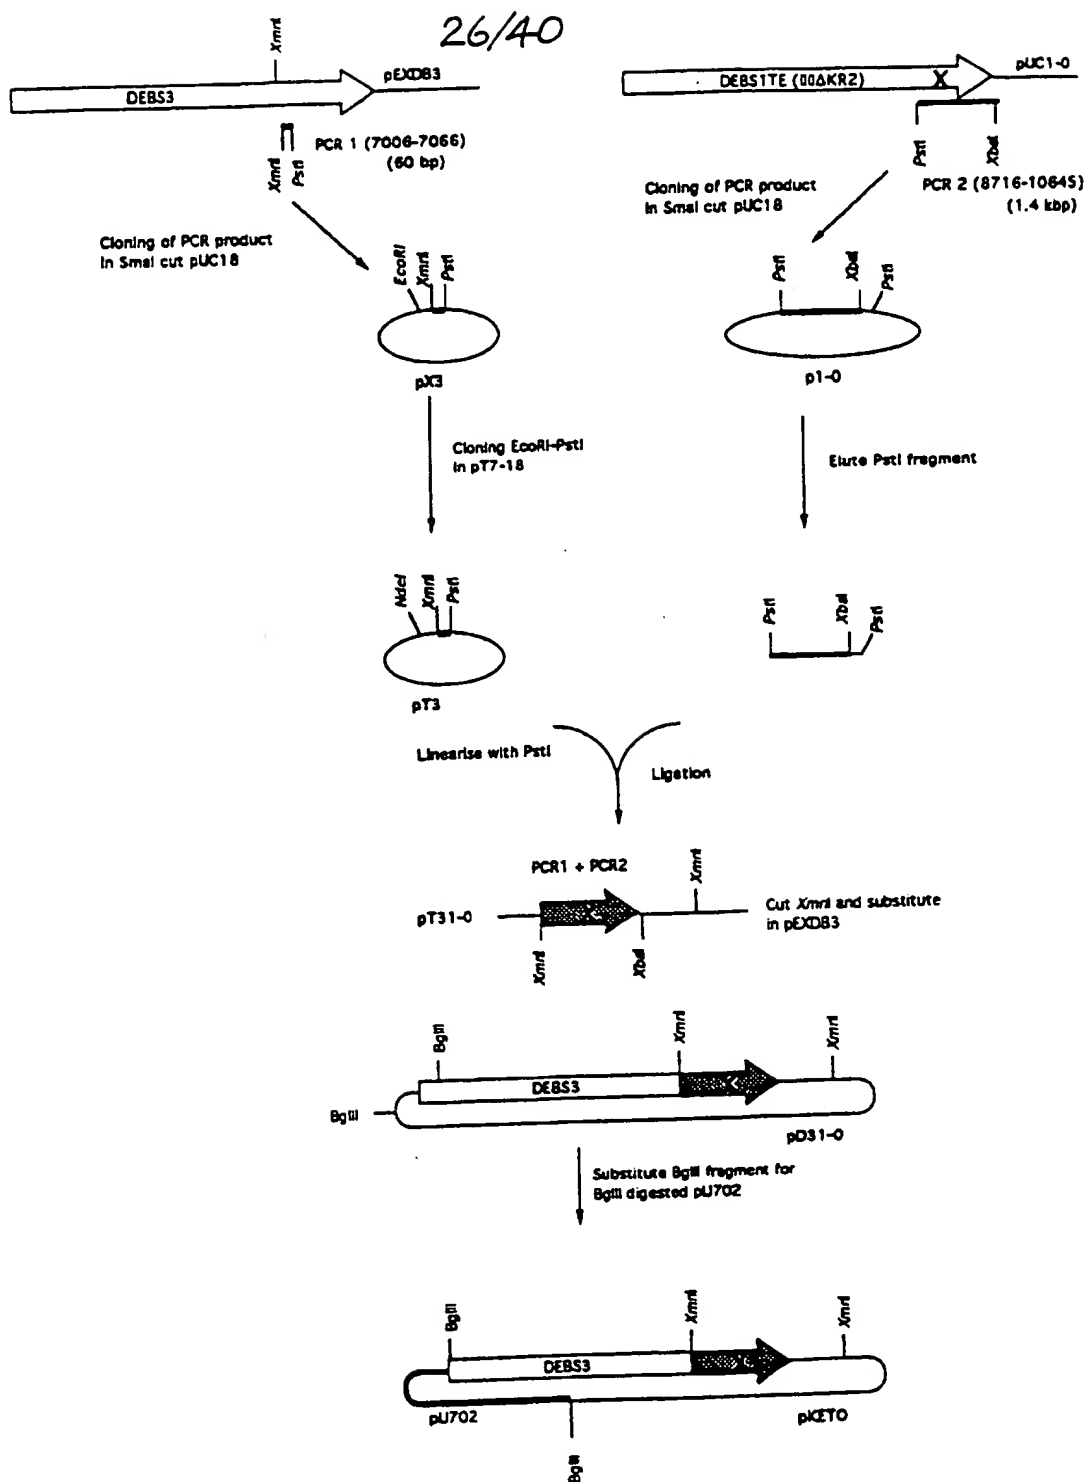 26/40
XmnI
pEXDB3
DEBS3
PCR 1 (7006-7066)
(60 bp)
XmnI
PstI
Cloning of PCR product
in SmaI cut pUC18
EcoRI
XmnI
PstI
pX3
Cloning EcoRI-PstI
in pT7-18
NdeI
XmnI
PstI
pT3
pUC1-0
DEBS1TE (ΔKR2)
X
PstI
XbaI
PCR 2 (8716-10645)
(1.4 kbp)
Cloning of PCR product
in SmaI cut pUC18
PstI
XbaI
PstI
p1-0
Elute PstI fragment
PstI
XbaI
PstI
Linearise with PstI
Ligation
PCR1 + PCR2
XmnI
pT31-0
XmnI
XbaI
Cut XmnI and substitute
in pEXDB3
BglII
XmnI
XmnI
DEBS3
BglII
pD31-0
Substitute BglII fragment for
BglII digested pIJ702
BglII
XmnI
XmnI
DEBS3
pIJ702
pIKETO
BglII